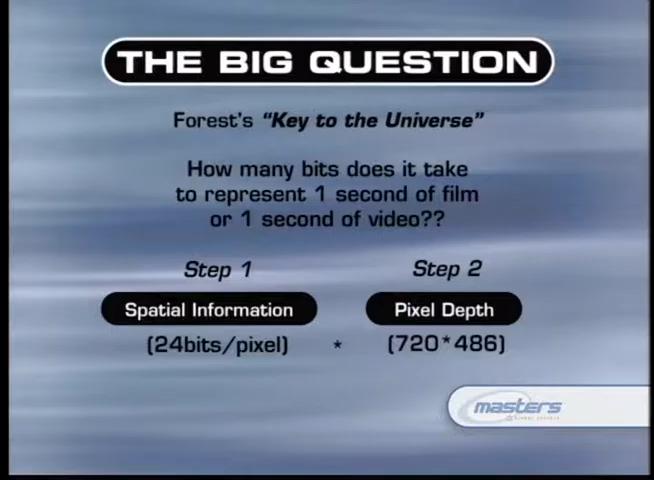 THE BIG QUESTION
Forest's "Key to the Universe"
How many bits does it take
to represent 1 second of film
or 1 second of video??
Step 1 Step 2
Spatial Information Pixel Depth
(24bits/pixel) * (720*486)
masters